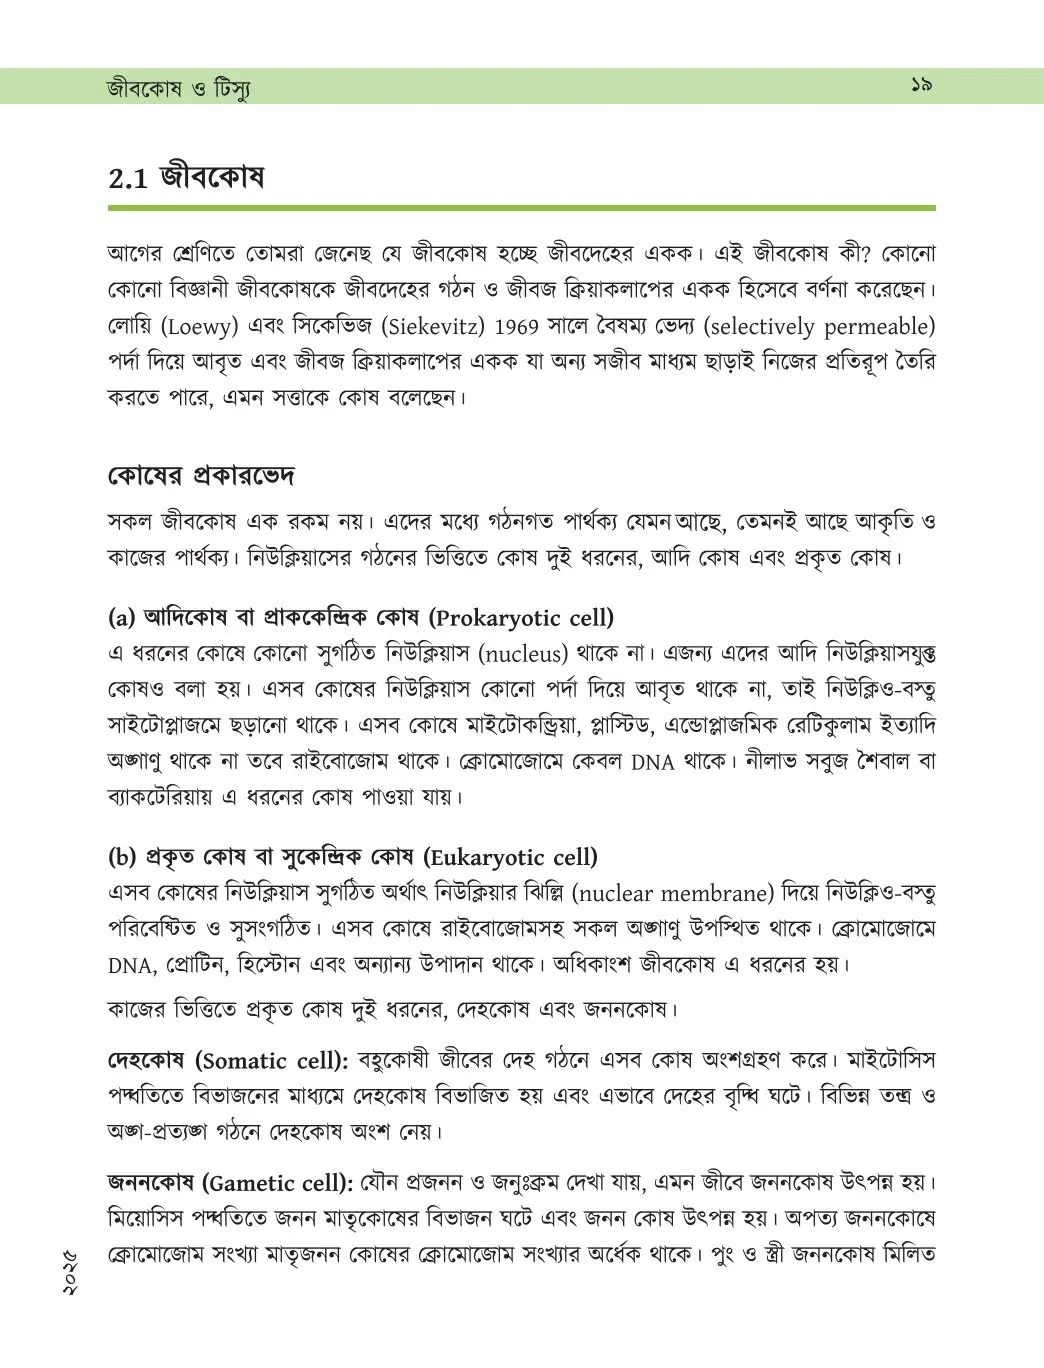 জীবকোষ ও টিস্যু ১৯
2.1 জীবকোষ
আগের শ্রেণিতে তোমরা জেনেছ যে জীবকোষ হচ্ছে জীবদেহের একক। এই জীবকোষ কী? কোনো
কোনো বিজ্ঞানী জীবকোষকে জীবদেহের গঠন ও জীবজ ক্রিয়াকলাপের একক হিসেবে বর্ণনা করেছেন।
লোয়ি (Loewy) এবং সিকেভিজ (Siekevitz) 1969 সালে বৈষম্য ভেদ্য (selectively permeable)
পর্দা দিয়ে আবৃত এবং জীবজ ক্রিয়াকলাপের একক যা অন্য সজীব মাধ্যম ছাড়াই নিজের প্রতিরূপ তৈরি
করতে পারে, এমন সত্তাকে কোষ বলেছেন।
কোষের প্রকারভেদ
সকল জীবকোষ এক রকম নয়। এদের মধ্যে গঠনগত পার্থক্য যেমন আছে, তেমনই আছে আকৃতি ও
কাজের পার্থক্য। নিউক্লিয়াসের গঠনের ভিত্তিতে কোষ দুই ধরনের, আদি কোষ এবং প্রকৃত কোষ।
(a) আদিকোষ বা প্রাককেন্দ্রিক কোষ (Prokaryotic cell)
এ ধরনের কোষে কোনো সুগঠিত নিউক্লিয়াস (nucleus) থাকে না। এজন্য এদের আদি নিউক্লিয়াসযুক্ত
কোষও বলা হয়। এসব কোষের নিউক্লিয়াস কোনো পর্দা দিয়ে আবৃত থাকে না, তাই নিউক্লিও-বস্তু
সাইটোপ্লাজমে ছড়ানো থাকে। এসব কোষে মাইটোকন্ড্রিয়া, প্লাস্টিড, এন্ডোপ্লাজমিক রেটিকুলাম ইত্যাদি
অঙ্গাণু থাকে না তবে রাইবোজোম থাকে। ক্রোমোজোমে কেবল DNA থাকে। নীলাভ সবুজ শৈবাল বা
ব্যাকটেরিয়ায় এ ধরনের কোষ পাওয়া যায়।
(b) প্রকৃত কোষ বা সুকেন্দ্রিক কোষ (Eukaryotic cell)
এসব কোষের নিউক্লিয়াস সুগঠিত অর্থাৎ নিউক্লিয়ার ঝিল্লি (nuclear membrane) দিয়ে নিউক্লিও-বস্তু
পরিবেষ্টিত ও সুসংগঠিত। এসব কোষে রাইবোজোমসহ সকল অঙ্গাণু উপস্থিত থাকে। ক্রোমোজোমে
DNA, প্রোটিন, হিস্টোন এবং অন্যান্য উপাদান থাকে। অধিকাংশ জীবকোষ এ ধরনের হয়।
কাজের ভিত্তিতে প্রকৃত কোষ দুই ধরনের, দেহকোষ এবং জননকোষ।
দেহকোষ (Somatic cell): বহুকোষী জীবের দেহ গঠনে এসব কোষ অংশগ্রহণ করে। মাইটোসিস
পদ্ধতিতে বিভাজনের মাধ্যমে দেহকোষ বিভাজিত হয় এবং এভাবে দেহের বৃদ্ধি ঘটে। বিভিন্ন তন্ত্র ও
অঙ্গ-প্রত্যঙ্গ গঠনে দেহকোষ অংশ নেয়।
জননকোষ (Gametic cell): যৌন প্রজনন ও জনুঃক্রম দেখা যায়, এমন জীবে জননকোষ উৎপন্ন হয়।
মিয়োসিস পদ্ধতিতে জনন মাতৃকোষের বিভাজন ঘটে এবং জনন কোষ উৎপন্ন হয়। অপত্য জননকোষে
ক্রোমোজোম সংখ্যা মাতৃজনন কোষের ক্রোমোজোম সংখ্যার অর্ধেক থাকে। পুং ও স্ত্রী জননকোষ মিলিত
২০২৫